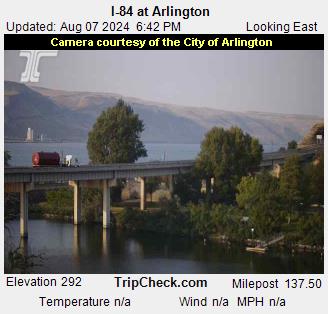 I-84 at Arlington
Updated: Aug 07 2024 6:42 PM Looking East
Camera courtesy of the City of Arlington
Elevation 292 TripCheck.com Milepost 137.50
Temperature n/a Wind n/a MPH n/a